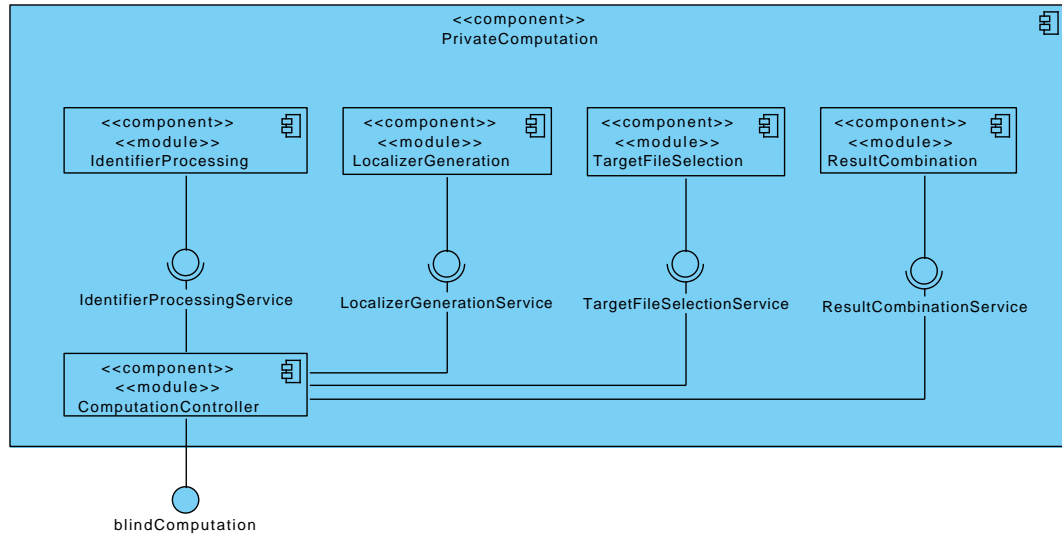 <<component>>
PrivateComputation
<<component>>
<<module>>
IdentifierProcessing
<<component>>
<<module>>
LocalizerGeneration
<<component>>
<<module>>
TargetFileSelection
<<component>>
<<module>>
ResultCombination
IdentifierProcessingService
LocalizerGenerationService
TargetFileSelectionService
ResultCombinationService
<<component>>
<<module>>
ComputationController
blindComputation